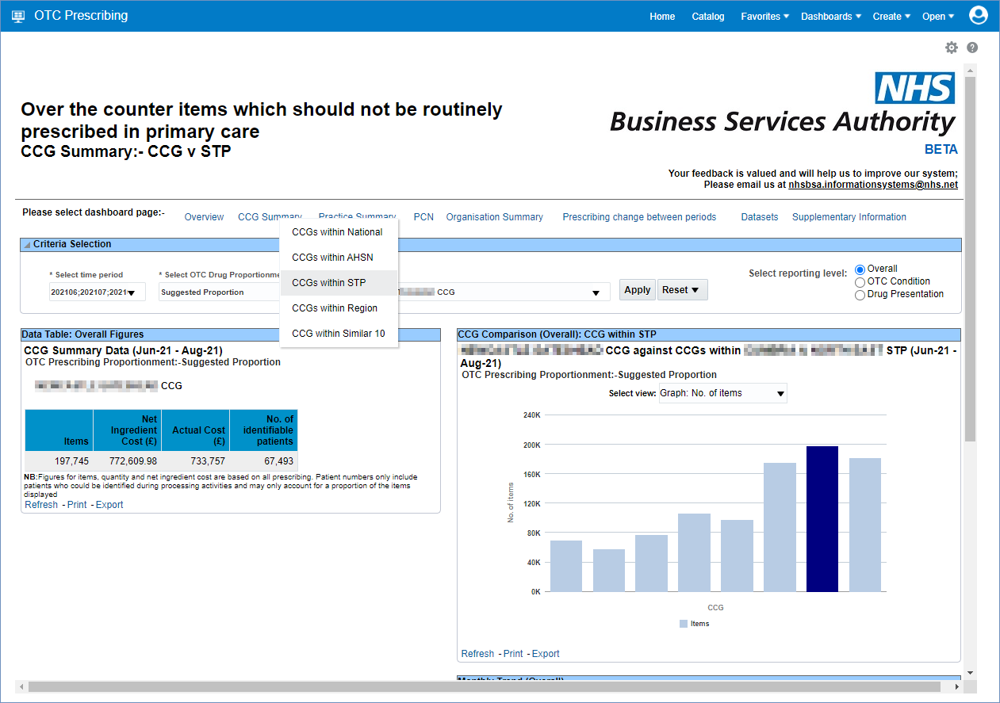 OTC Prescribing
Home Catalog Favorites Dashboards Create Open
NHS
Business Services Authority
BETA
Over the counter items which should not be routinely
prescribed in primary care
CCG Summary:- CCG v STP
Your feedback is valued and will help us to improve our system;
Please email us at nhsbsa.informationsystems@nhs.net
Please select dashboard page:-
Overview CCG Summary Practice Summary PCN Organisation Summary Prescribing change between periods Datasets Supplementary Information
CCGs within National
CCGs within AHSN
CCGs within STP
CCGs within Region
CCG within Similar 10
Criteria Selection
* Select time period
202106;202107;2021
* Select OTC Drug Proportionme
Suggested Proportion
CCG
Apply
Reset
Select reporting level:
Overall
OTC Condition
Drug Presentation
Data Table: Overall Figures
CCG Summary Data (Jun-21 - Aug-21)
OTC Prescribing Proportionment:-Suggested Proportion
CCG
Items
Net Ingredient Cost (£)
Actual Cost (£)
No. of identifiable patients
197,745 772,609.98 733,757 67,493
NB:Figures for items, quantity and net ingredient cost are based on all prescribing. Patient numbers only include
patients who could be identified during processing activities and may only account for a proportion of the items
displayed
Refresh - Print - Export
CCG Comparison (Overall): CCG within STP
CCG against CCGs within STP (Jun-21 -
Aug-21)
OTC Prescribing Proportionment:-Suggested Proportion
Select view: Graph: No. of items
240K
200K
160K
120K
80K
40K
0K
No. of items
CCG
Items
Refresh - Print - Export
Monthly Trend (Overall)